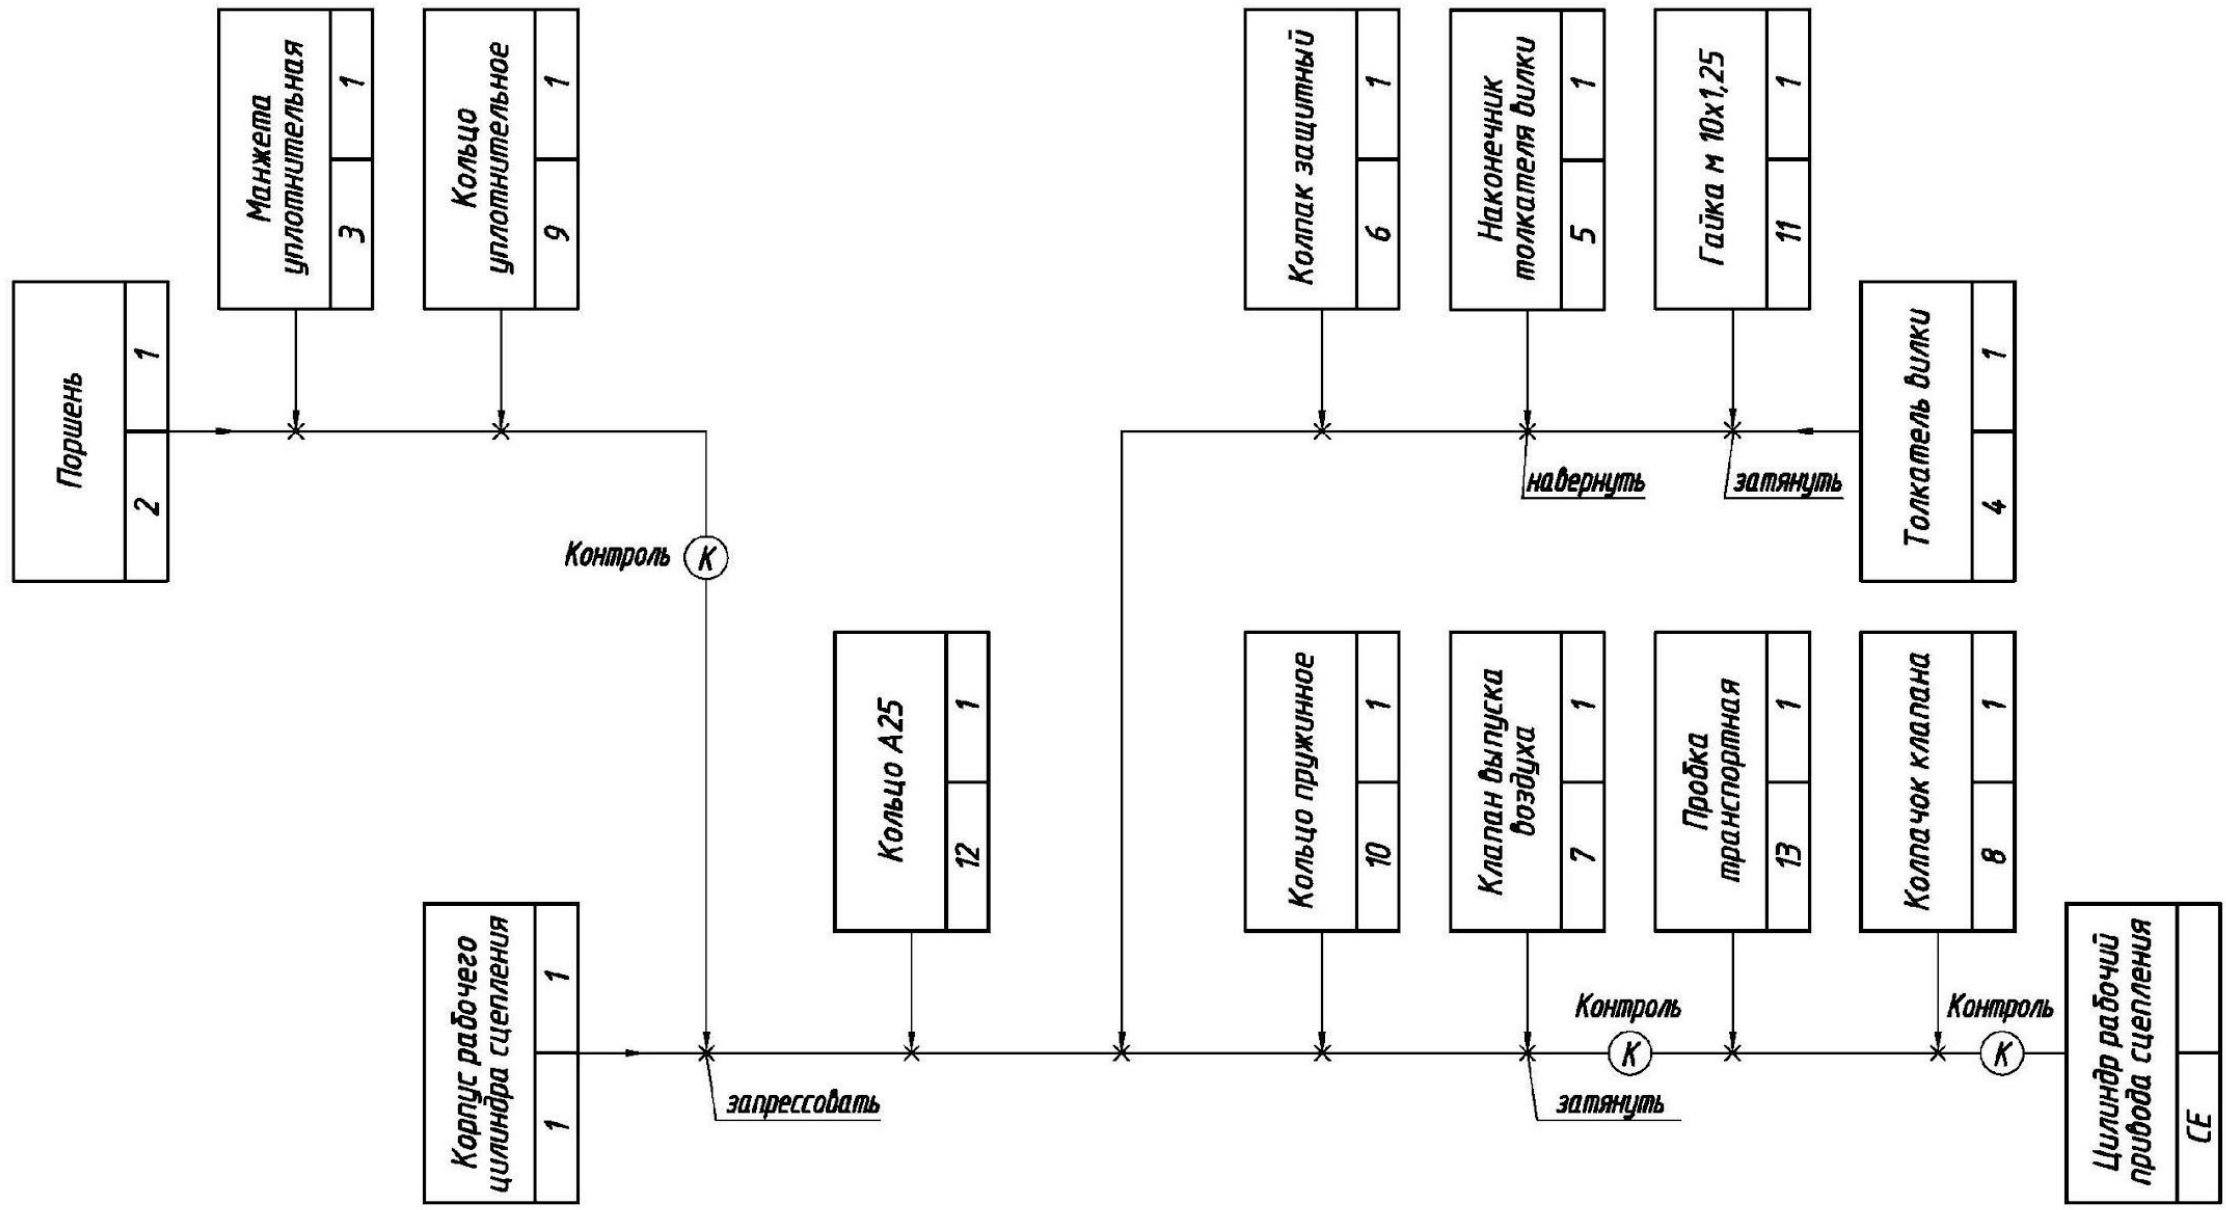 Поршень
2
1
Манжета
уплотнительная
3
1
Кольцо
уплотнительное
9
1
Контроль
К
Колпак защитный
6
1
Наконечник
толкателя вилки
5
1
Гайка м 10х1,25
11
1
навернуть
затянуть
Толкатель вилки
4
1
Корпус рабочего
цилиндра сцепления
1
1
запрессовать
Кольцо А25
12
1
Кольцо пружинное
10
1
Клапан выпуска
воздуха
7
1
затянуть
Контроль
К
Пробка
транспортная
13
1
Колпачок клапана
8
1
Контроль
К
Цилиндр рабочий
привода сцепления
СЕ